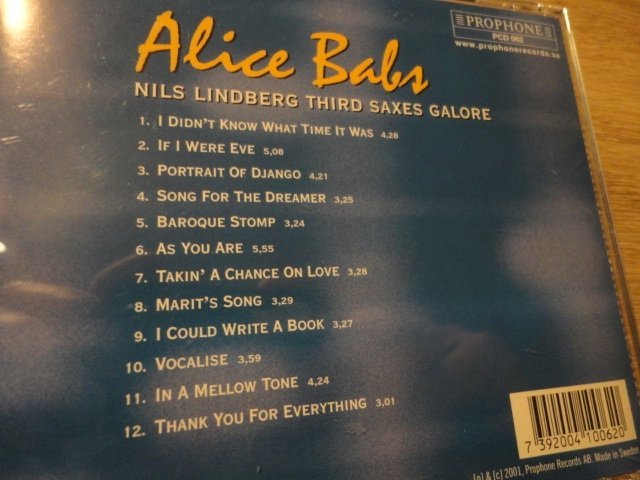 PROPHONE
PCD 062
www.prophonerecords.se
Alice Babs
NILS LINDBERG THIRD SAXES GALORE
1. I DIDN'T KNOW WHAT TIME IT WAS 4,28
2. IF I WERE EVE 5,08
3. PORTRAIT OF DJANGO 4,21
4. SONG FOR THE DREAMER 3,25
5. BAROQUE STOMP 3,24
6. AS YOU ARE 5,55
7. TAKIN' A CHANCE ON LOVE 3,28
8. MARIT'S SONG 3,29
9. I COULD WRITE A BOOK 3,27
10. VOCALISE 3,59
11. IN A MELLOW TONE 4,24
12. THANK YOU FOR EVERYTHING 3,01
7 392004 100620
[p] & [c] 2001, Prophone Records AB. Made in Sweden